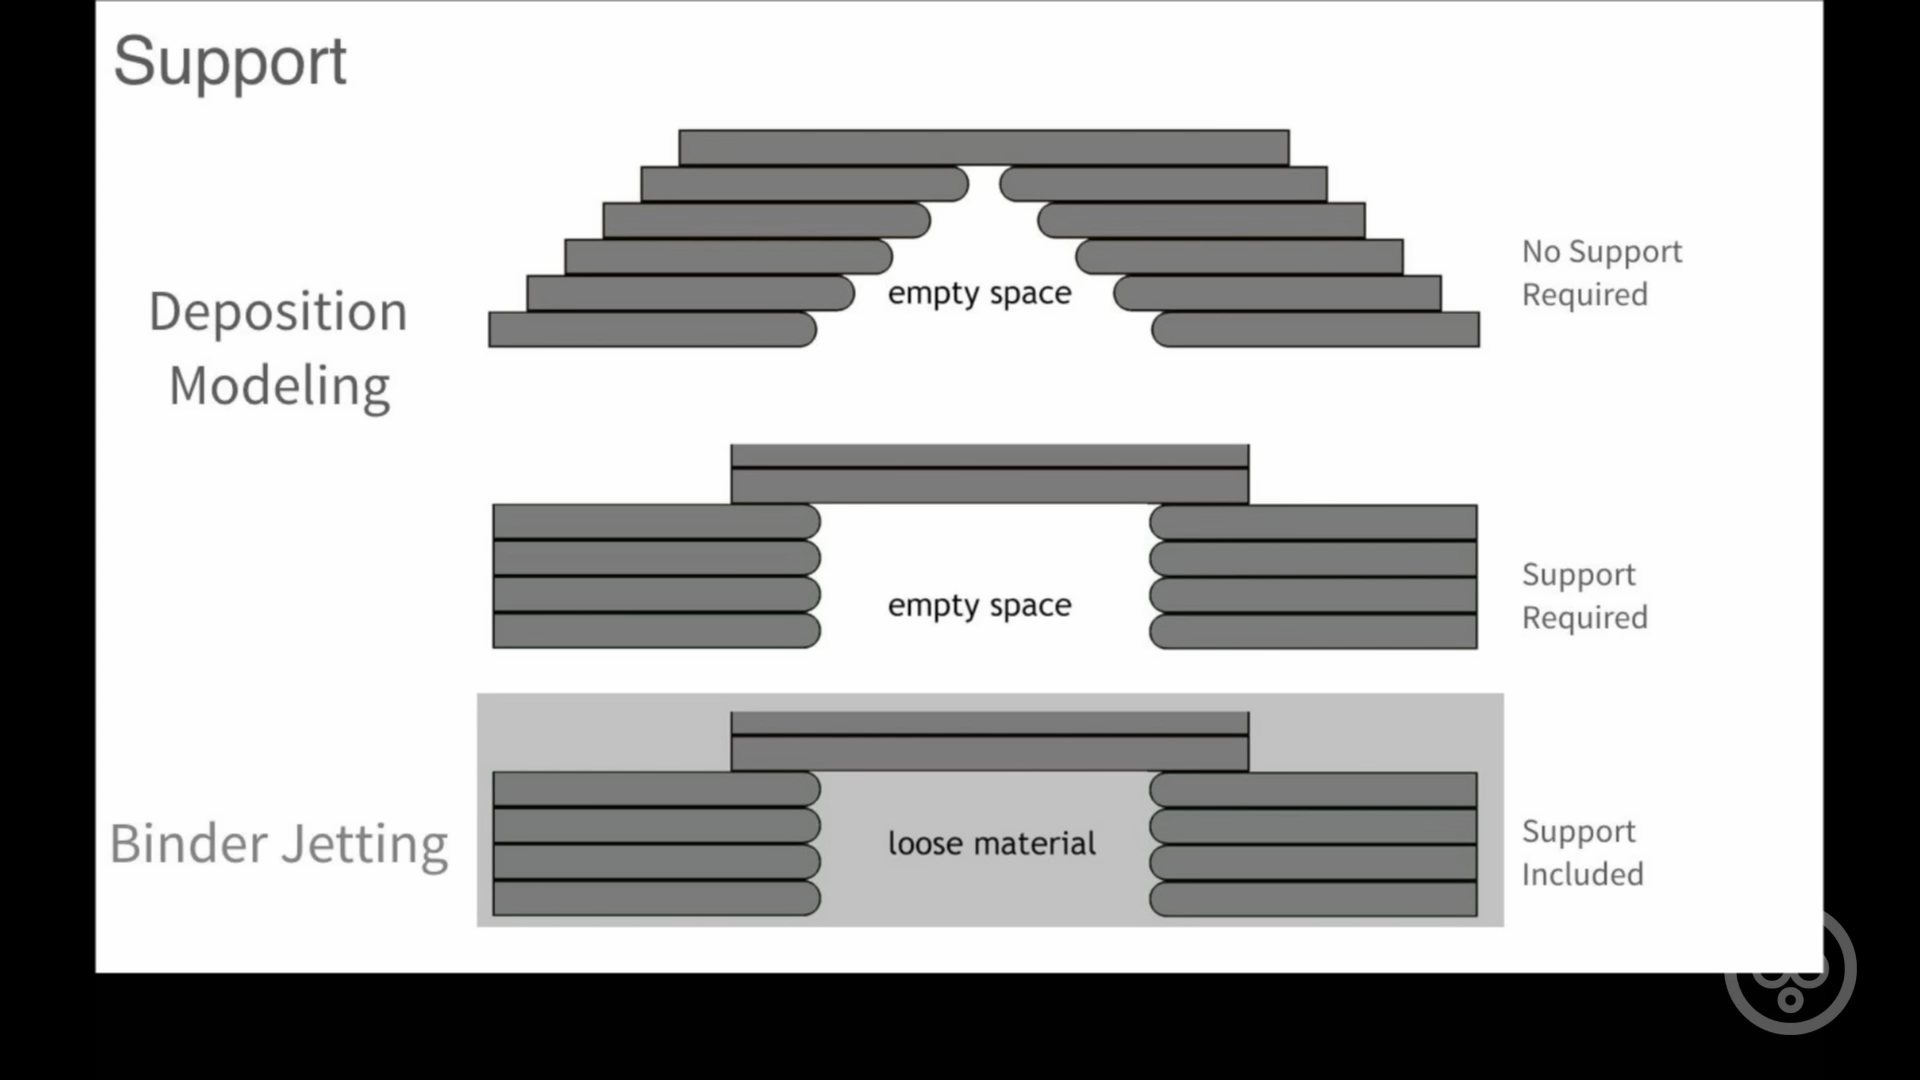 Support
Deposition
Modeling
empty space
No Support
Required
empty space
Support
Required
Binder Jetting
loose material
Support
Included